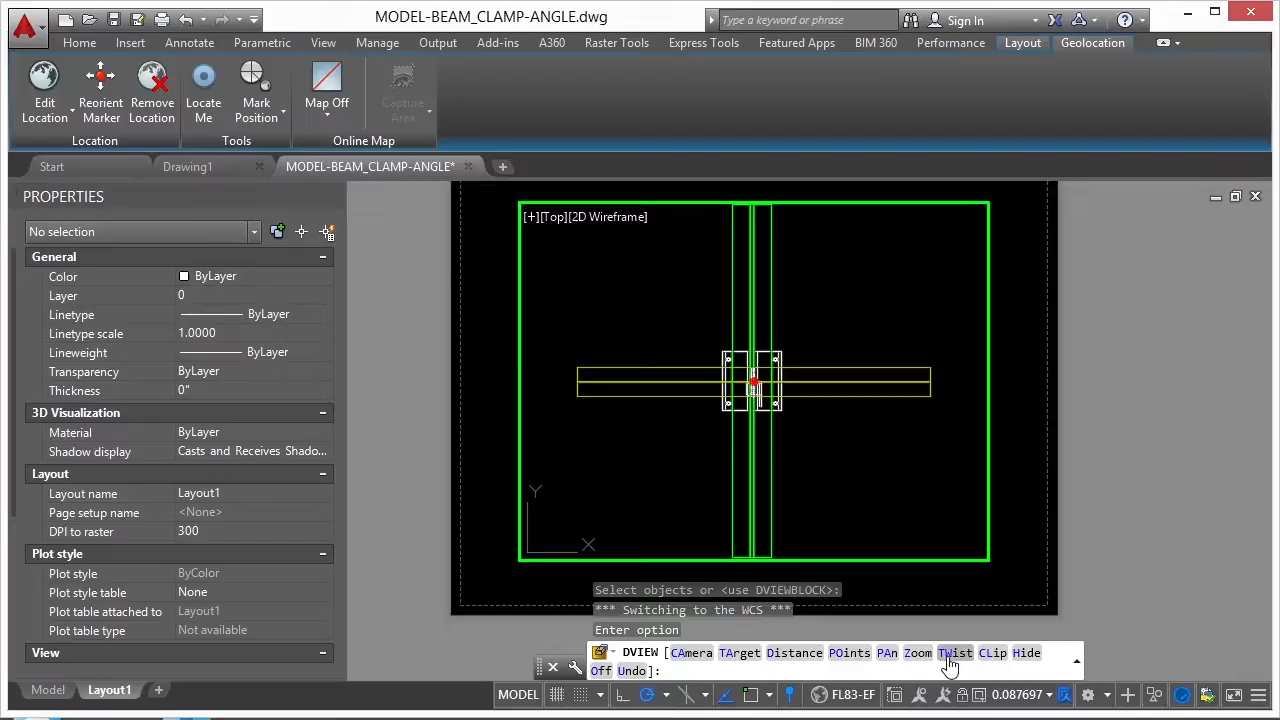 MODEL-BEAM_CLAMP-ANGLE.dwg
Type a keyword or phrase
Sign In
Home Insert Annotate Parametric View Manage Output Add-ins A360 Raster Tools Express Tools Featured Apps BIM 360 Performance Layout Geolocation
Edit Location
Reorient Marker
Remove Location
Locate Me
Mark Position
Map Off
Capture Area
Location Tools Online Map
Start Drawing1 MODEL-BEAM_CLAMP-ANGLE*
PROPERTIES
No selection
General
Color ByLayer
Layer 0
Linetype ByLayer
Linetype scale 1.0000
Lineweight ByLayer
Transparency ByLayer
Thickness 0"
3D Visualization
Material ByLayer
Shadow display Casts and Receives Shado...
Layout
Layout name Layout1
Page setup name <None>
DPI to raster 300
Plot style
Plot style ByColor
Plot style table None
Plot table attached to Layout1
Plot table type Not available
View
[+][Top][2D Wireframe]
Y
X
Select objects or <use DVIEWBLOCK>:
*** Switching to the WCS ***
Enter option
DVIEW [CAmera TArget Distance POints PAn Zoom TWist CLip Hide
Off Undo]:
Model Layout1
MODEL FL83-EF 0.087697